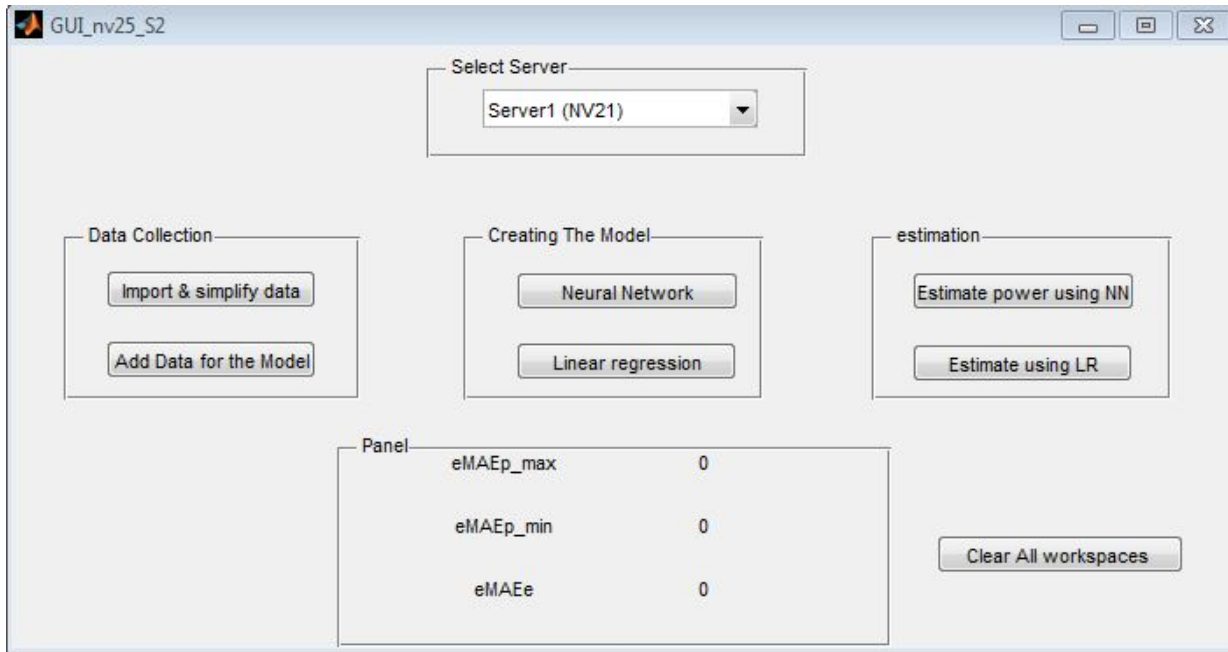 GUI_nv25_S2
Select Server
Server1 (NV21)
Data Collection
Import & simplify data
Add Data for the Model
Creating The Model
Neural Network
Linear regression
estimation
Estimate power using NN
Estimate using LR
Panel
eMAEp_max 0
eMAEp_min 0
eMAEe 0
Clear All workspaces